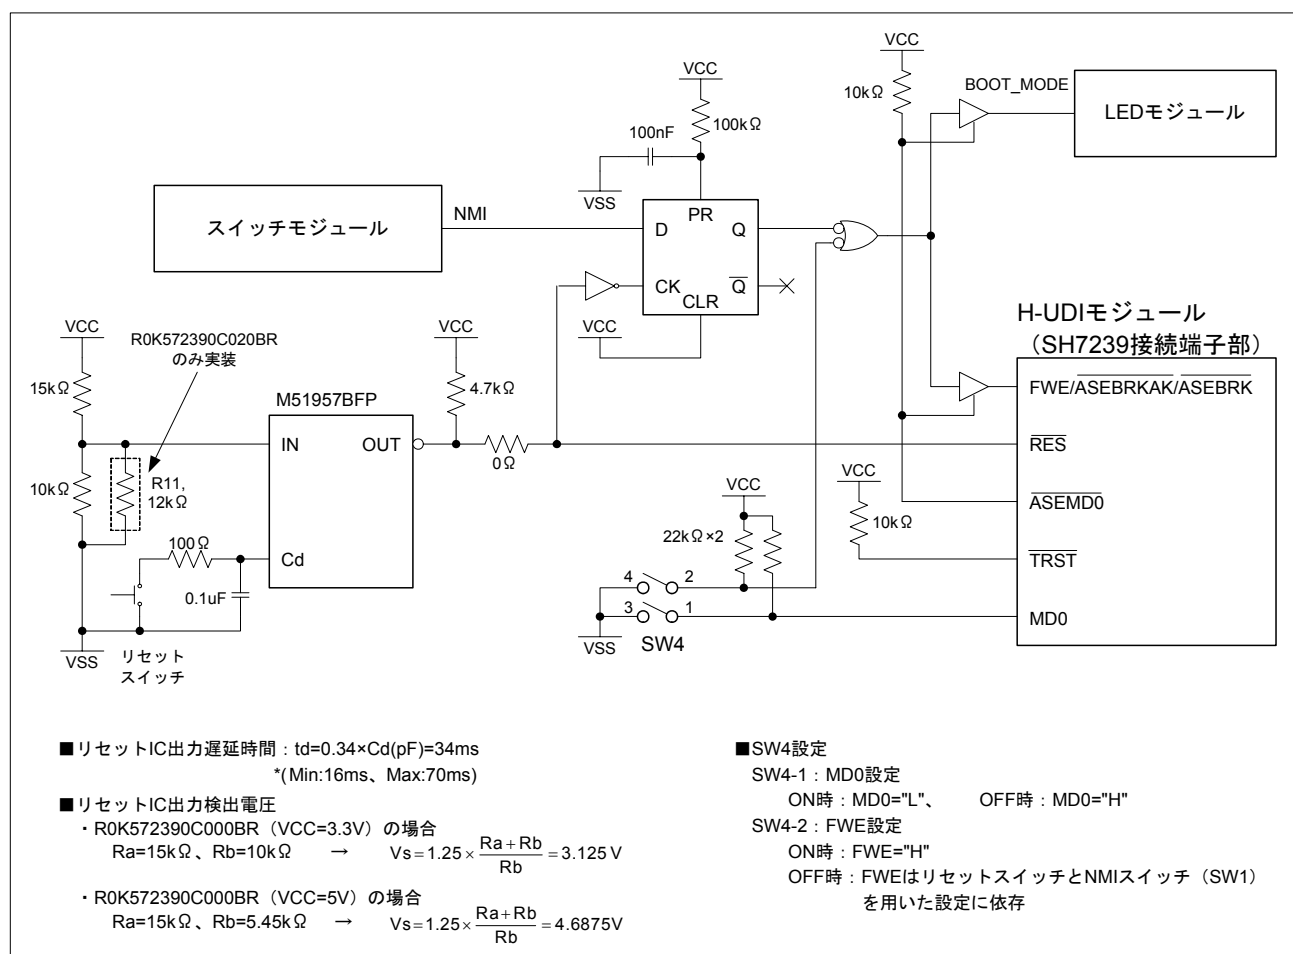 VCC
10kΩ
BOOT_MODE
LEDモジュール
VCC
100kΩ
100nF
VSS
スイッチモジュール
NMI
PR
D
Q
CK
Q
CLR
VCC
H-UDIモジュール
（SH7239接続端子部）
FWE/ASEBRKAK/ASEBRK
RES
ASEMD0
TRST
MD0
VCC
R0K572390C020BR
のみ実装
15kΩ
VCC
4.7kΩ
M51957BFP
IN
OUT
0Ω
10kΩ
R11,
12kΩ
100Ω
Cd
0.1uF
VSS
リセット
スイッチ
VCC
22kΩ×2
VCC
10kΩ
4
2
3
1
VSS
SW4
■リセットIC出力遅延時間：td=0.34×Cd(pF)=34ms
*(Min:16ms、Max:70ms)
■リセットIC出力検出電圧
・R0K572390C000BR（VCC=3.3V）の場合
Ra=15kΩ、Rb=10kΩ → Vs=1.25×(Ra+Rb)/Rb=3.125V
・R0K572390C000BR（VCC=5V）の場合
Ra=15kΩ、Rb=5.45kΩ → Vs=1.25×(Ra+Rb)/Rb=4.6875V
■SW4設定
SW4-1：MD0設定
ON時：MD0="L"、 OFF時：MD0="H"
SW4-2：FWE設定
ON時：FWE="H"
OFF時：FWEはリセットスイッチとNMIスイッチ（SW1）
を用いた設定に依存